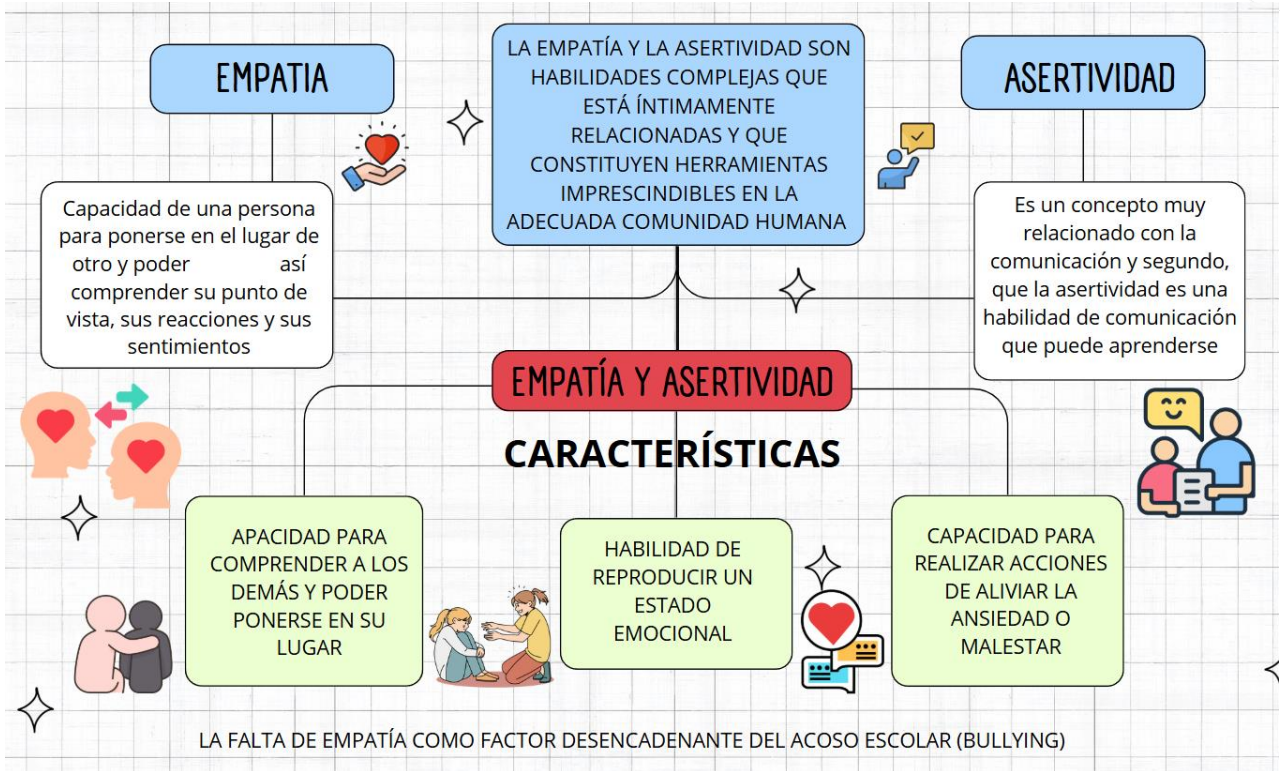 EMPATIA
Capacidad de una persona
para ponerse en el lugar de
otro y poder así
comprender su punto de
vista, sus reacciones y sus
sentimientos
LA EMPATÍA Y LA ASERTIVIDAD SON
HABILIDADES COMPLEJAS QUE
ESTÁ ÍNTIMAMENTE
RELACIONADAS Y QUE
CONSTITUYEN HERRAMIENTAS
IMPRESCINDIBLES EN LA
ADECUADA COMUNIDAD HUMANA
ASERTIVIDAD
Es un concepto muy
relacionado con la
comunicación y segundo,
que la asertividad es una
habilidad de comunicación
que puede aprenderse
EMPATÍA Y ASERTIVIDAD
CARACTERÍSTICAS
APACIDAD PARA
COMPRENDER A LOS
DEMÁS Y PODER
PONERSE EN SU
LUGAR
HABILIDAD DE
REPRODUCIR UN
ESTADO
EMOCIONAL
CAPACIDAD PARA
REALIZAR ACCIONES
DE ALIVIAR LA
ANSIEDAD O
MALESTAR
LA FALTA DE EMPATÍA COMO FACTOR DESENCADENANTE DEL ACOSO ESCOLAR (BULLYING)